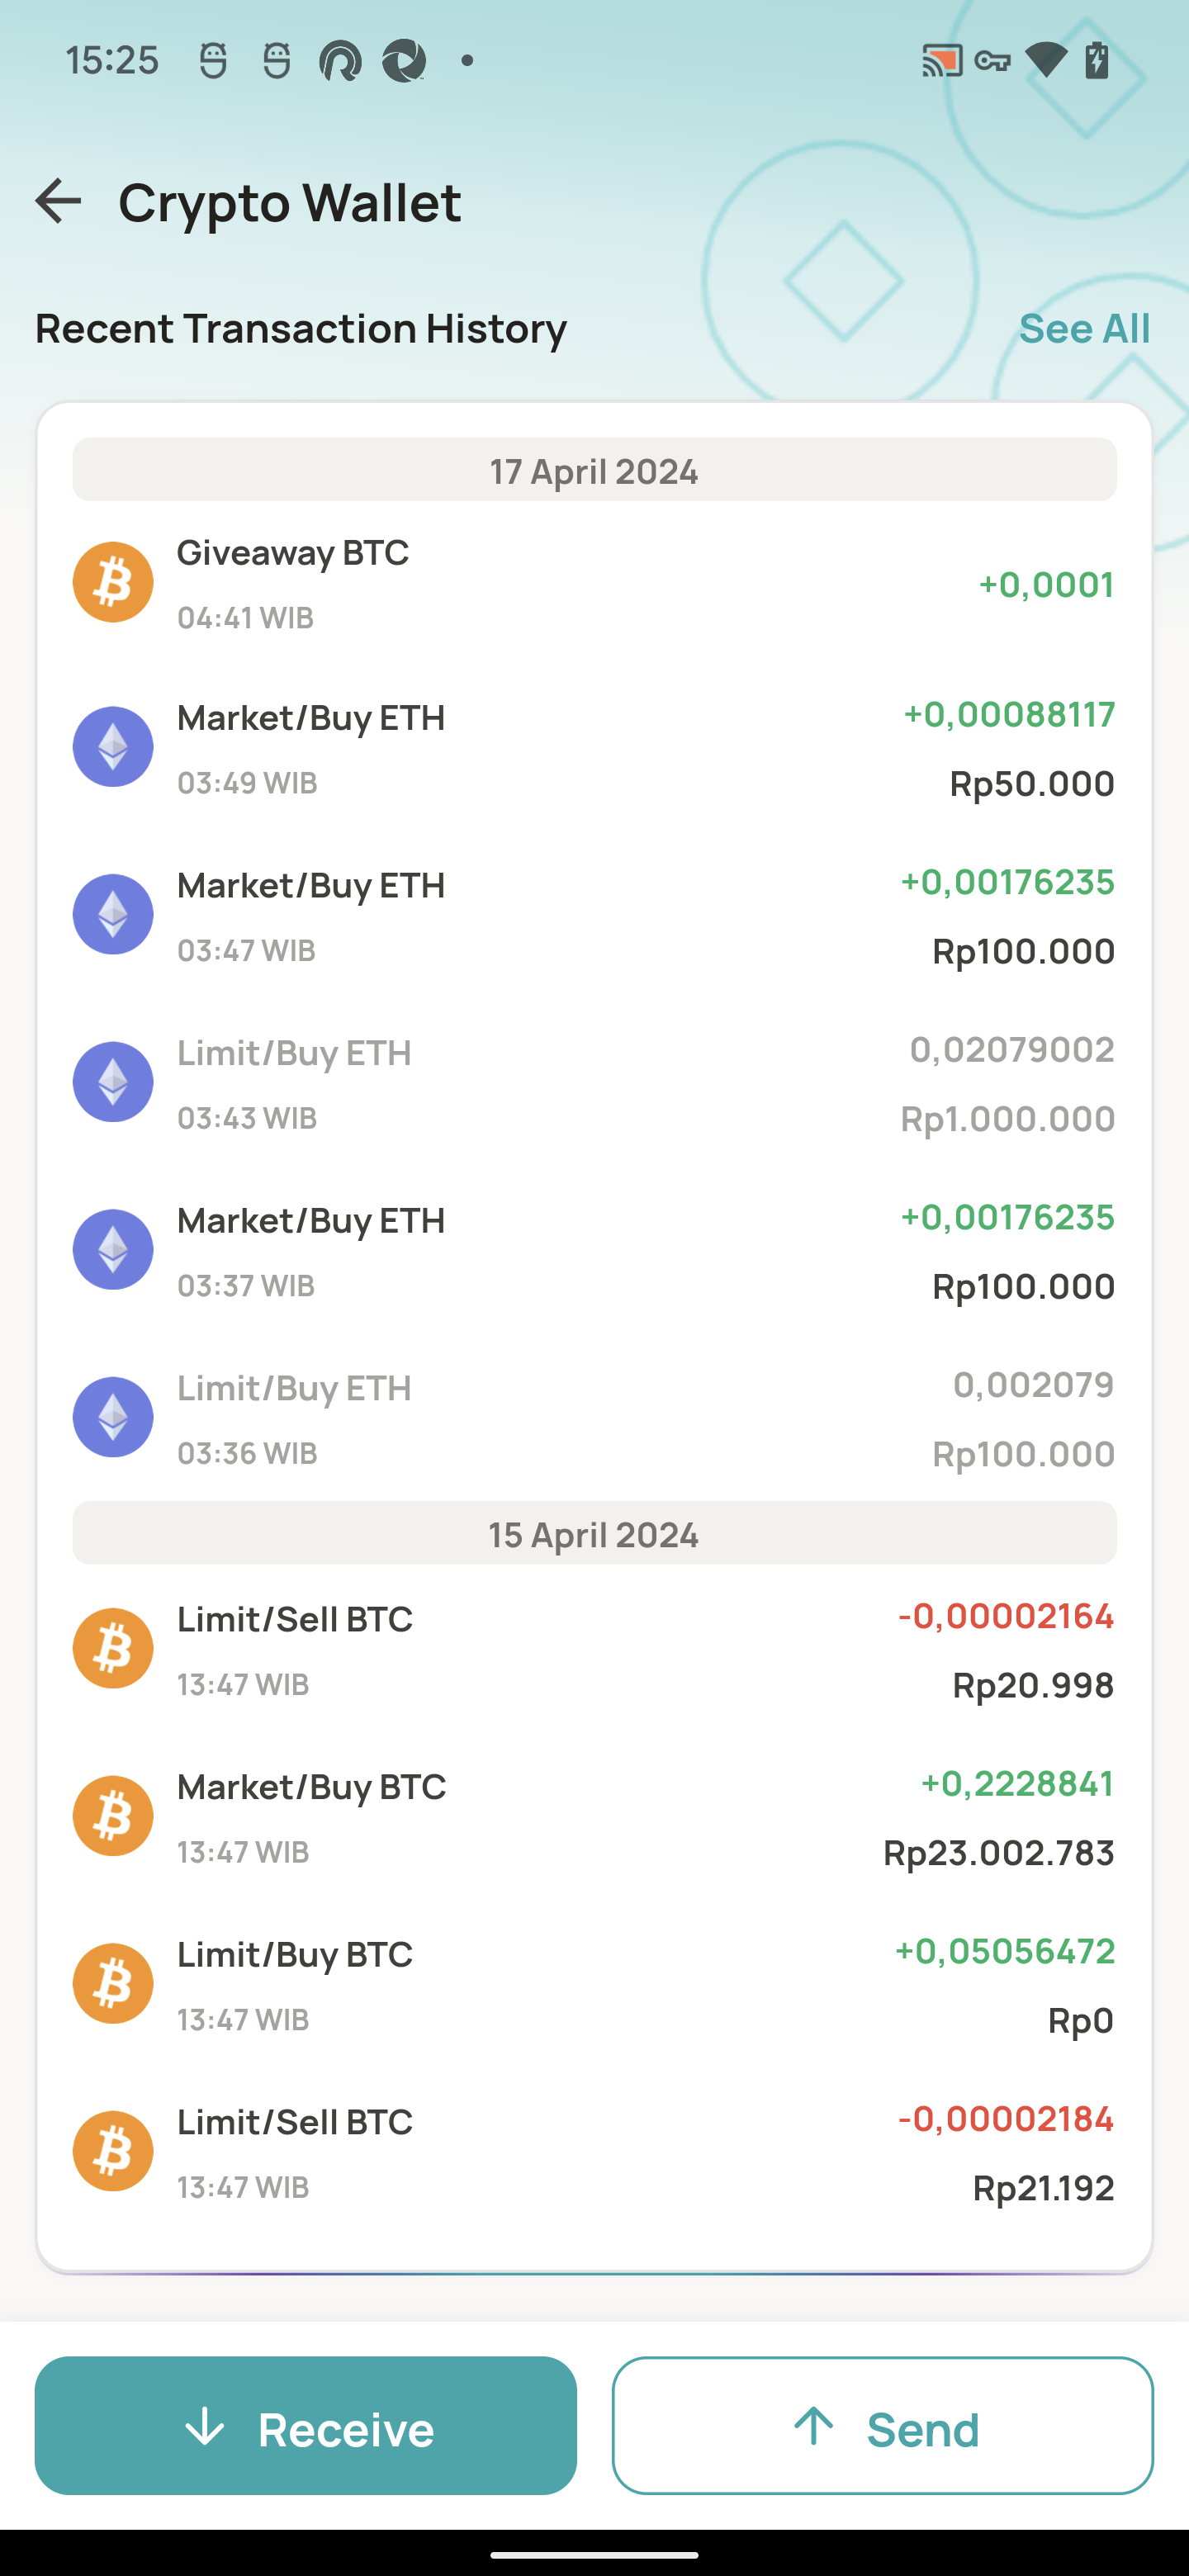 15:25
Crypto Wallet
Recent Transaction History
See All
17 April 2024
Giveaway BTC
04:41 WIB
+0,0001
Market/Buy ETH
03:49 WIB
+0,00088117
Rp50.000
Market/Buy ETH
03:47 WIB
+0,00176235
Rp100.000
Limit/Buy ETH
03:43 WIB
0,02079002
Rp1.000.000
Market/Buy ETH
03:37 WIB
+0,00176235
Rp100.000
Limit/Buy ETH
03:36 WIB
0,002079
Rp100.000
15 April 2024
Limit/Sell BTC
13:47 WIB
-0,00002164
Rp20.998
Market/Buy BTC
13:47 WIB
+0,2228841
Rp23.002.783
Limit/Buy BTC
13:47 WIB
+0,05056472
Rp0
Limit/Sell BTC
13:47 WIB
-0,00002184
Rp21.192
Receive
Send